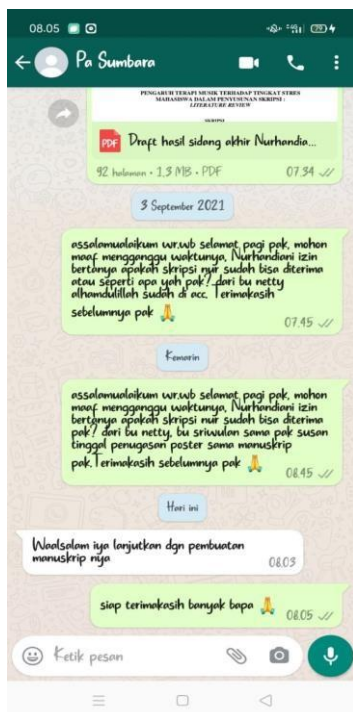 08.05
Pa Sumbara
PENGARUH TERAPI MUSIK TERHADAP TINGKAT STRES
MAHASISWA DALAM PENYUSUNAN SKRIPSI :
LITERATURE REVIEW
SKRIPSI
PDF Draft hasil sidang akhir Nurhandia...
92 halaman • 1,3 MB • PDF 07.34
3 September 2021
assalamualaikum wr.wb selamat pagi pak, mohon
maaf mengganggu waktunya, Nurhandiani izin
bertanya apakah skripsi nur sudah bisa diterima
atau seperti apa yah pak? dari bu netty
alhamdulillah sudah di acc. Terimakasih
sebelumnya pak 🙏
07.45
Kemarin
assalamualaikum wr.wb selamat pagi pak, mohon
maaf mengganggu waktunya, Nurhandiani izin
bertanya apakah skripsi nur sudah bisa diterima
pak? dari bu netty, bu sriwulan sama pak susan
tinggal penugasan poster sama manuskrip
pak. Terimakasih sebelumnya pak 🙏
08.45
Hari ini
Waalsalam iya lanjutkan dgn pembuatan
manuskrip nya
08.03
siap terimakasih banyak bapa 🙏 08.05
Ketik pesan